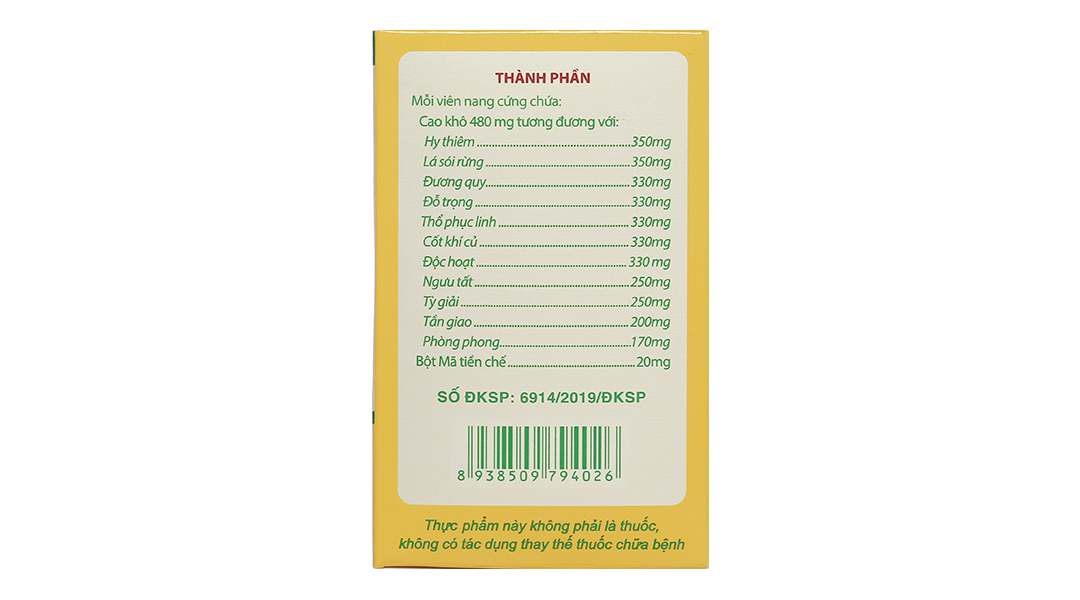 THÀNH PHẦN
Mỗi viên nang cứng chứa:
Cao khô 480 mg tương đương với:
Hy thiêm.....................................................350mg
Lá sói rừng..................................................350mg
Đương quy..................................................330mg
Đỗ trọng.....................................................330mg
Thổ phục linh..............................................330mg
Cốt khí củ....................................................330mg
Độc hoạt.....................................................330 mg
Ngưu tất.....................................................250mg
Tỳ giải.........................................................250mg
Tần giao......................................................200mg
Phòng phong..............................................170mg
Bột Mã tiền chế...........................................20mg
SỐ ĐKSP: 6914/2019/ĐKSP
8 938509 794026
Thực phẩm này không phải là thuốc,
không có tác dụng thay thế thuốc chữa bệnh